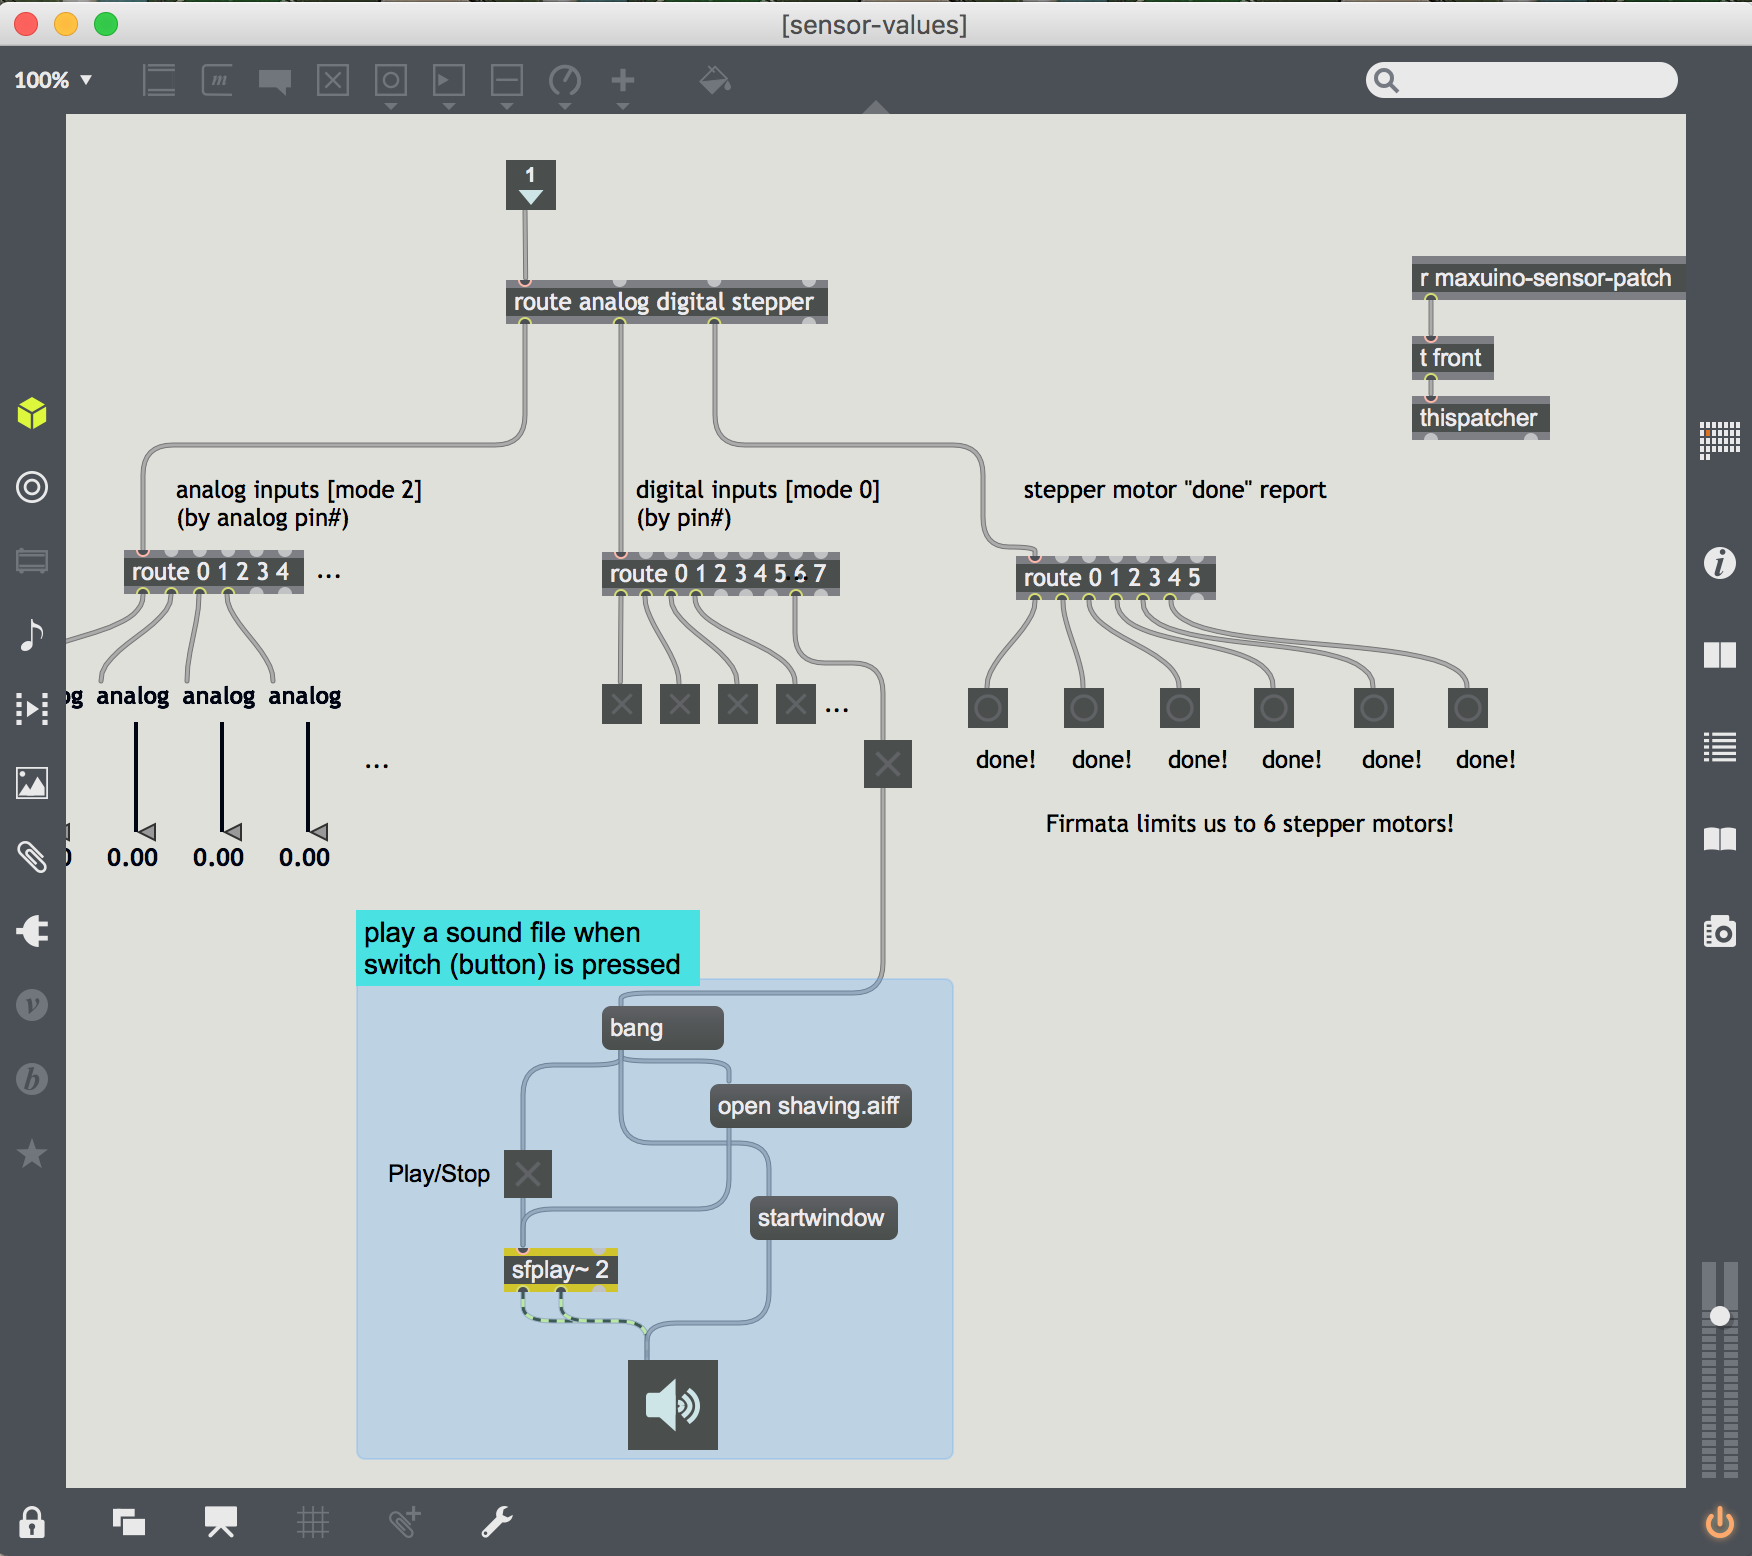 [sensor-values]
100%
1
route analog digital stepper
r maxuino-sensor-patch
t front
thispatcher
analog inputs [mode 2]
(by analog pin#)
digital inputs [mode 0]
(by pin#)
stepper motor "done" report
route 0 1 2 3 4 ...
route 0 1 2 3 4 5 6 7
route 0 1 2 3 4 5
analog analog analog
...
...
done! done! done! done! done! done!
Firmata limits us to 6 stepper motors!
0.00 0.00 0.00
play a sound file when
switch (button) is pressed
bang
open shaving.aiff
Play/Stop
startwindow
sfplay~ 2